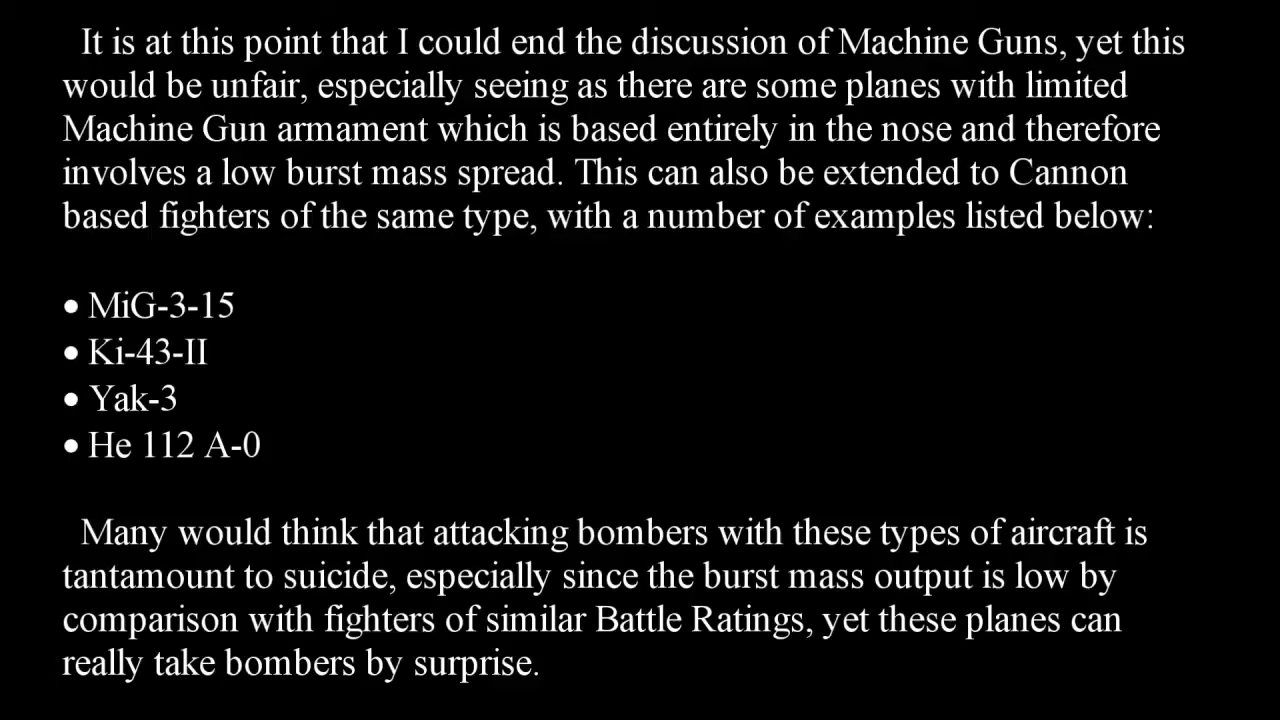 It is at this point that I could end the discussion of Machine Guns, yet this
would be unfair, especially seeing as there are some planes with limited
Machine Gun armament which is based entirely in the nose and therefore
involves a low burst mass spread. This can also be extended to Cannon
based fighters of the same type, with a number of examples listed below:
• MiG-3-15
• Ki-43-II
• Yak-3
• He 112 A-0
Many would think that attacking bombers with these types of aircraft is
tantamount to suicide, especially since the burst mass output is low by
comparison with fighters of similar Battle Ratings, yet these planes can
really take bombers by surprise.